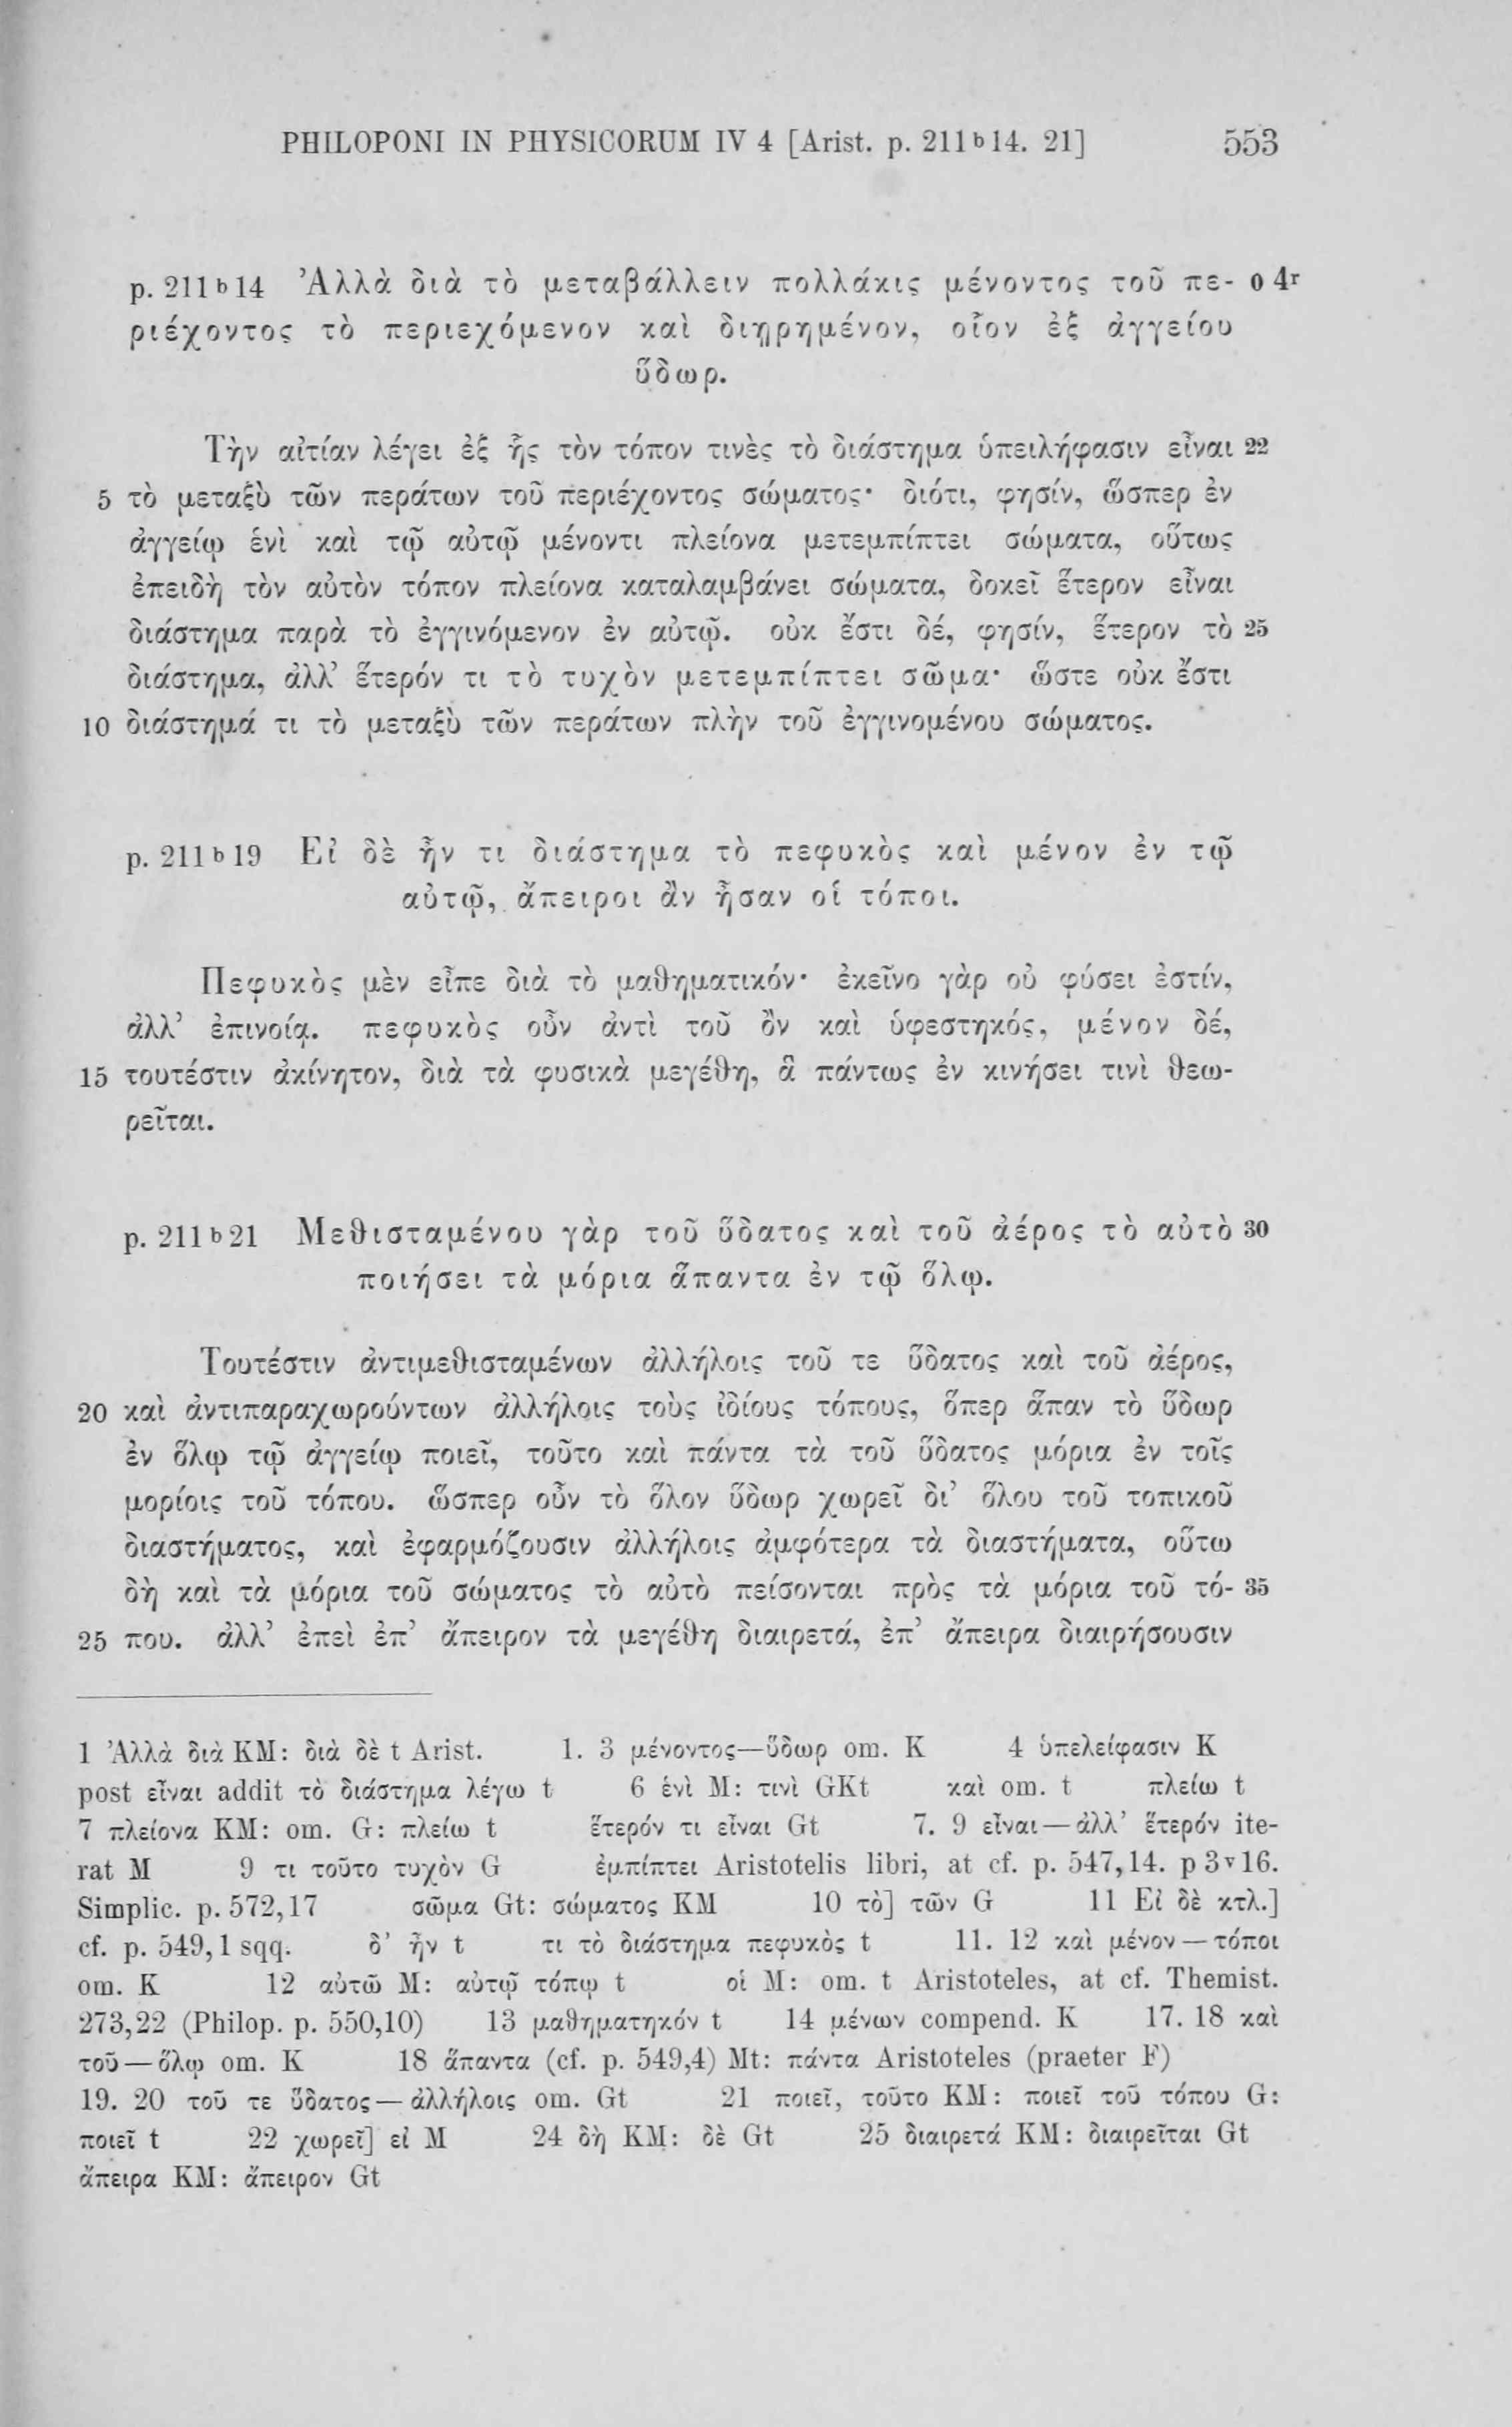 PHILOPONI IN PHYSICORUM IV 4 [Arist. p. 211 b 14. 21] 553
p. 211 b 14 Ἀλλὰ διὰ τὸ μεταβάλλειν πολλάκις μένοντος τοῦ πε- o 4r
ριέχοντος τὸ περιεχόμενον καὶ διῃρημένον, οἷον ἐξ ἀγγείου
ὕδωρ.
Τὴν αἰτίαν λέγει ἐξ ἧς τὸν τόπον τινὲς τὸ διάστημα ὑπειλήφασιν εἶναι 22
5 τὸ μεταξὺ τῶν περάτων τοῦ περιέχοντος σώματος· διότι, φησίν, ὥσπερ ἐν
ἀγγείῳ ἑνὶ καὶ τῷ αὐτῷ μένοντι πλείονα μετεμπίπτει σώματα, οὕτως
ἐπειδὴ τὸν αὐτὸν τόπον πλείονα καταλαμβάνει σώματα, δοκεῖ ἕτερον εἶναι
διάστημα παρὰ τὸ ἐγγινόμενον ἐν αὐτῷ. οὐκ ἔστι δέ, φησίν, ἕτερον τὸ 25
διάστημα, ἀλλ’ ἕτερόν τι τὸ τυχὸν μετεμπίπτει σῶμα· ὥστε οὐκ ἔστι
10 διάστημά τι τὸ μεταξὺ τῶν περάτων πλὴν τοῦ ἐγγινομένου σώματος.
p. 211 b 19 Εἰ δὲ ἦν τι διάστημα τὸ πεφυκὸς καὶ μένον ἐν τῷ
αὐτῷ, ἄπειροι ἂν ἦσαν οἱ τόποι.
Πεφυκὸς μὲν εἶπε διὰ τὸ μαθηματικόν· ἐκεῖνο γὰρ οὐ φύσει ἐστίν,
ἀλλ’ ἐπινοίᾳ. πεφυκὸς οὖν ἀντὶ τοῦ ὂν καὶ ὑφεστηκός, μένον δέ,
15 τουτέστιν ἀκίνητον, διὰ τὰ φυσικὰ μεγέθη, ἃ πάντως ἐν κινήσει τινὶ θεω-
ρεῖται.
p. 211 b 21 Μεθισταμένου γὰρ τοῦ ὕδατος καὶ τοῦ ἀέρος τὸ αὐτὸ 30
ποιήσει τὰ μόρια ἅπαντα ἐν τῷ ὅλῳ.
Τουτέστιν ἀντιμεθισταμένων ἀλλήλοις τοῦ τε ὕδατος καὶ τοῦ ἀέρος,
20 καὶ ἀντιπαραχωρούντων ἀλλήλοις τοὺς ἰδίους τόπους, ὅπερ ἅπαν τὸ ὕδωρ
ἐν ὅλῳ τῷ ἀγγείῳ ποιεῖ, τοῦτο καὶ πάντα τὰ τοῦ ὕδατος μόρια ἐν τοῖς
μορίοις τοῦ τόπου. ὥσπερ οὖν τὸ ὅλον ὕδωρ χωρεῖ δι’ ὅλου τοῦ τοπικοῦ
διαστήματος, καὶ ἐφαρμόζουσιν ἀλλήλοις ἀμφότερα τὰ διαστήματα, οὕτω
δὴ καὶ τὰ μόρια τοῦ σώματος τὸ αὐτὸ πείσονται πρὸς τὰ μόρια τοῦ τό- 35
25 που. ἀλλ’ ἐπεὶ ἐπ’ ἄπειρον τὰ μεγέθη διαιρετά, ἐπ’ ἄπειρα διαιρήσουσιν
1 Ἀλλὰ διὰ KM: διὰ δὲ t Arist. 1. 3 μένοντος—ὕδωρ om. K 4 ὑπελείφασιν K
post εἶναι addit τὸ διάστημα λέγω t 6 ἑνὶ M: τινὶ GKt καὶ om. t πλείω t
7 πλείονα KM: om. G: πλείω t ἕτερόν τι εἶναι Gt 7. 9 εἶναι—ἀλλ’ ἕτερόν ite-
rat M 9 τι τοῦτο τυχὸν G ἐμπίπτει Aristotelis libri, at cf. p. 547,14. p 3v 16.
Simplic. p. 572,17 σῶμα Gt: σώματος KM 10 τὸ] τῶν G 11 Εἰ δὲ κτλ.]
cf. p. 549,1 sqq. δ’ ἦν t τι τὸ διάστημα πεφυκὸς t 11. 12 καὶ μένον—τόποι
om. K 12 αὐτῶ M: αὐτῷ τόπῳ t οἱ M: om. t Aristoteles, at cf. Themist.
273,22 (Philop. p. 550,10) 13 μαθηματηκόν t 14 μένων compend. K 17. 18 καὶ
τοῦ—ὅλῳ om. K 18 ἅπαντα (cf. p. 549,4) Mt: πάντα Aristoteles (praeter F)
19. 20 τοῦ τε ὕδατος—ἀλλήλοις om. Gt 21 ποιεῖ, τοῦτο KM: ποιεῖ τοῦ τόπου G:
ποιεῖ t 22 χωρεῖ] εἰ M 24 δὴ KM: δὲ Gt 25 διαιρετά KM: διαιρεῖται Gt
ἄπειρα KM: ἄπειρον Gt